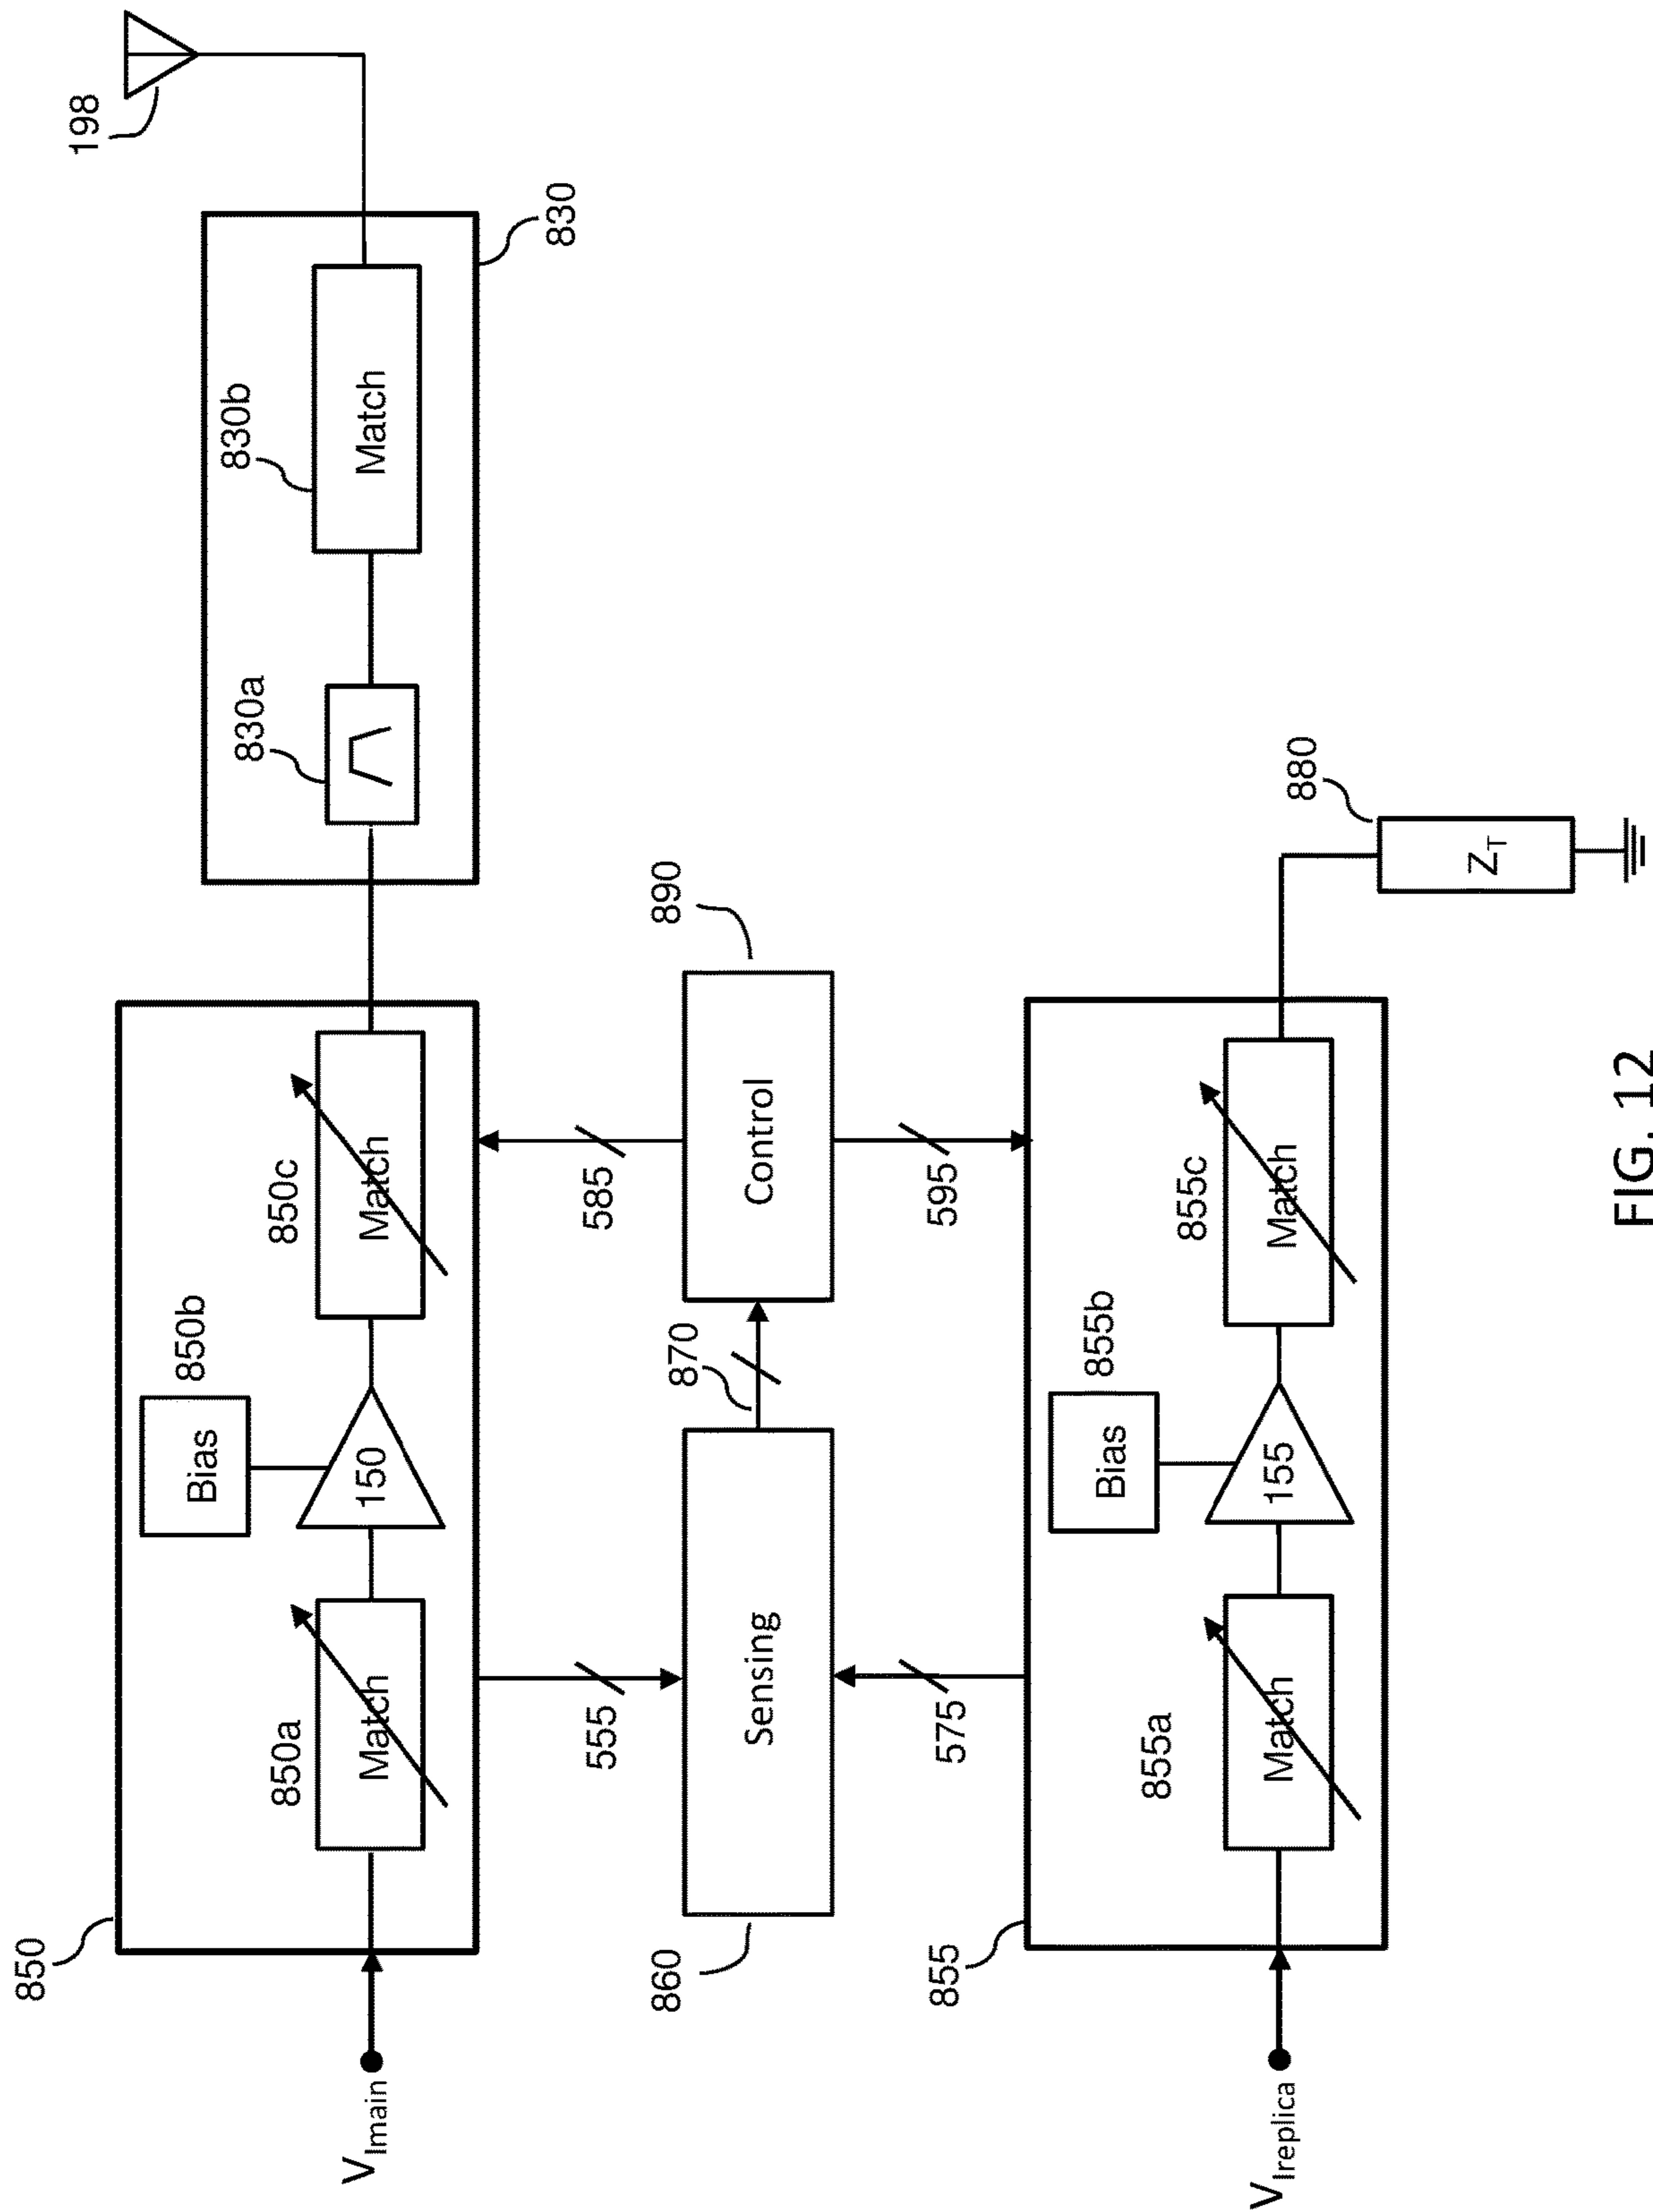 198
830
830b
Match
830a
850
850a
Match
850b
Bias
150
850c
Match
V_Imain
555
585
860
Sensing
870
890
Control
575
595
855
855a
Match
855b
Bias
155
855c
Match
V_Ireplica
880
Z_T
FIG. 12